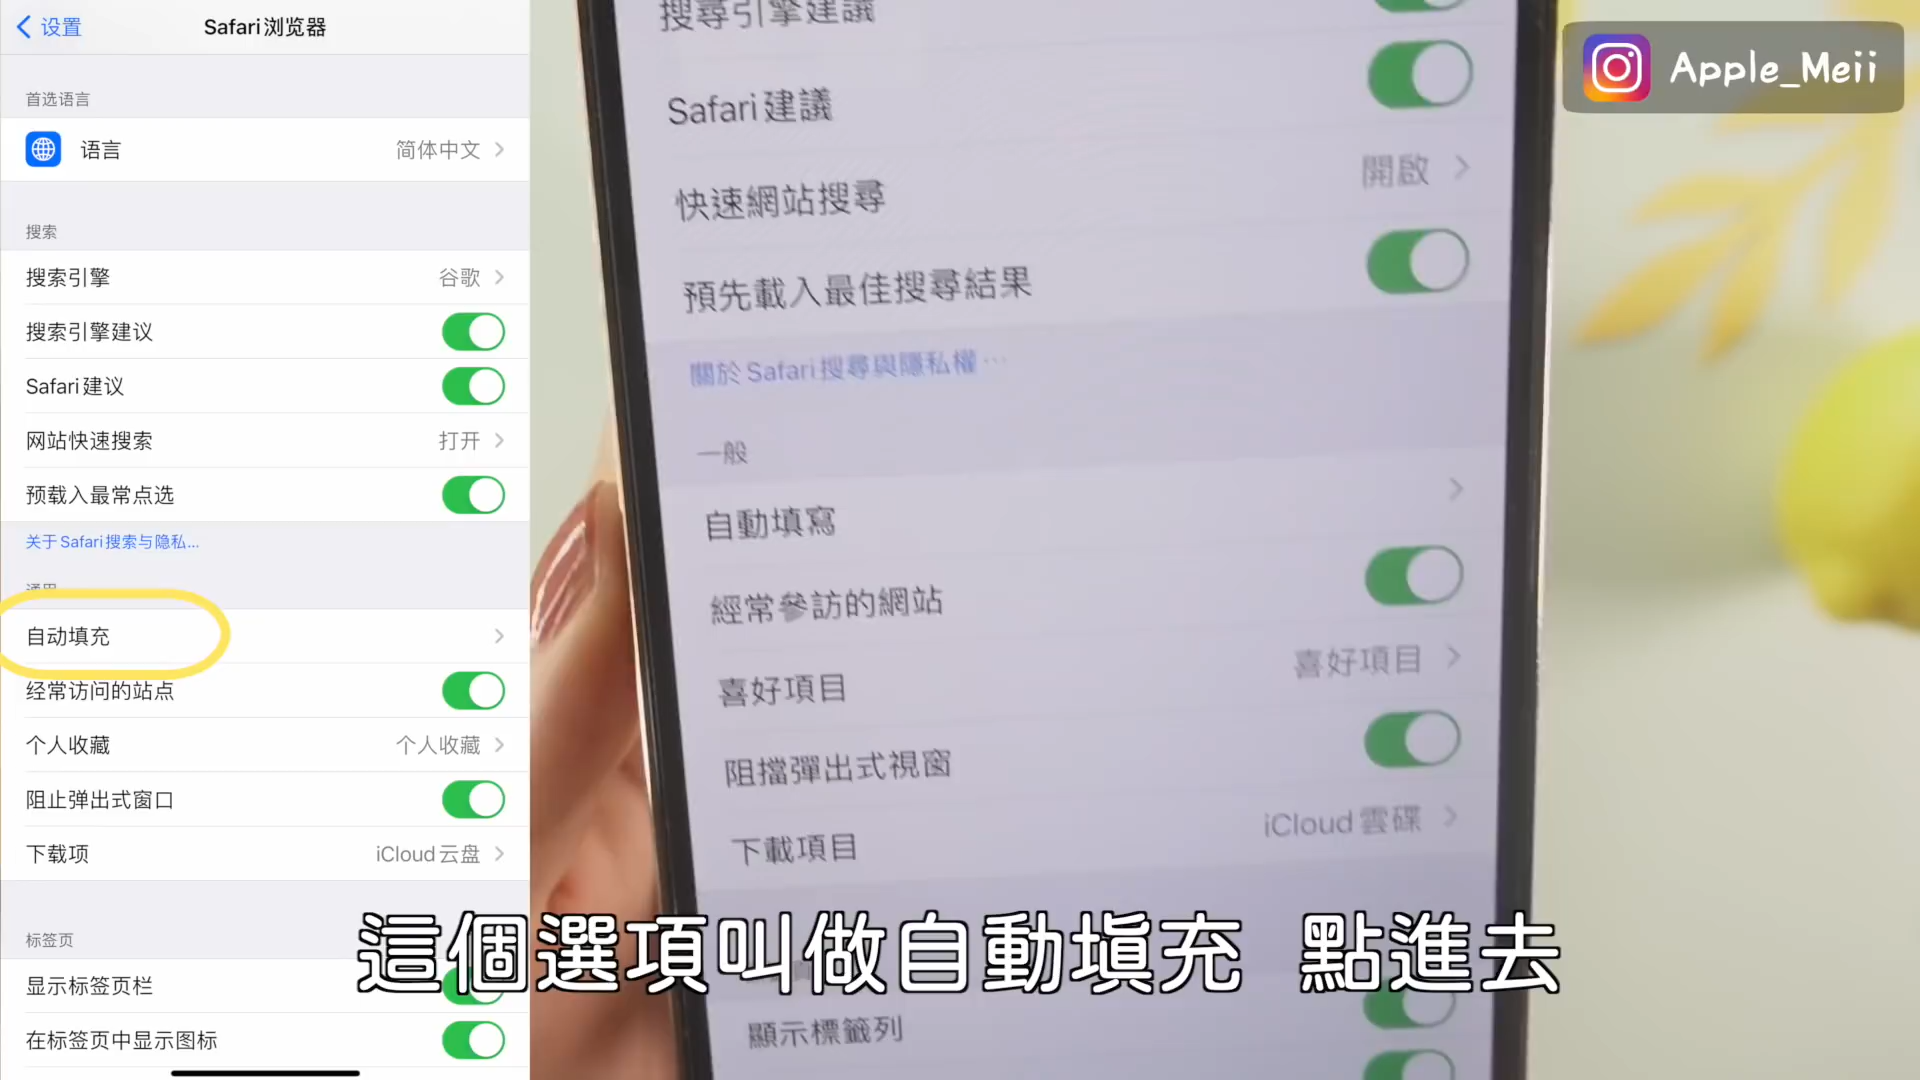 设置
Safari浏览器
首选语言
语言
简体中文
搜索
搜索引擎
谷歌
搜索引擎建议
Safari建议
网站快速搜索
打开
预载入最常点选
关于Safari搜索与隐私...
自动填充
经常访问的站点
个人收藏
个人收藏
阻止弹出式窗口
下载项
iCloud云盘
标签页
显示标签页栏
在标签页中显示图标
搜尋引擎建議
Safari建議
快速網站搜尋
開啟
預先載入最佳搜尋結果
關於Safari搜尋與隱私權…
一般
自動填寫
經常參訪的網站
喜好項目
喜好項目
阻擋彈出式視窗
下載項目
iCloud雲碟
顯示標籤列
Apple_Meii
這個選項叫做自動填充 點進去